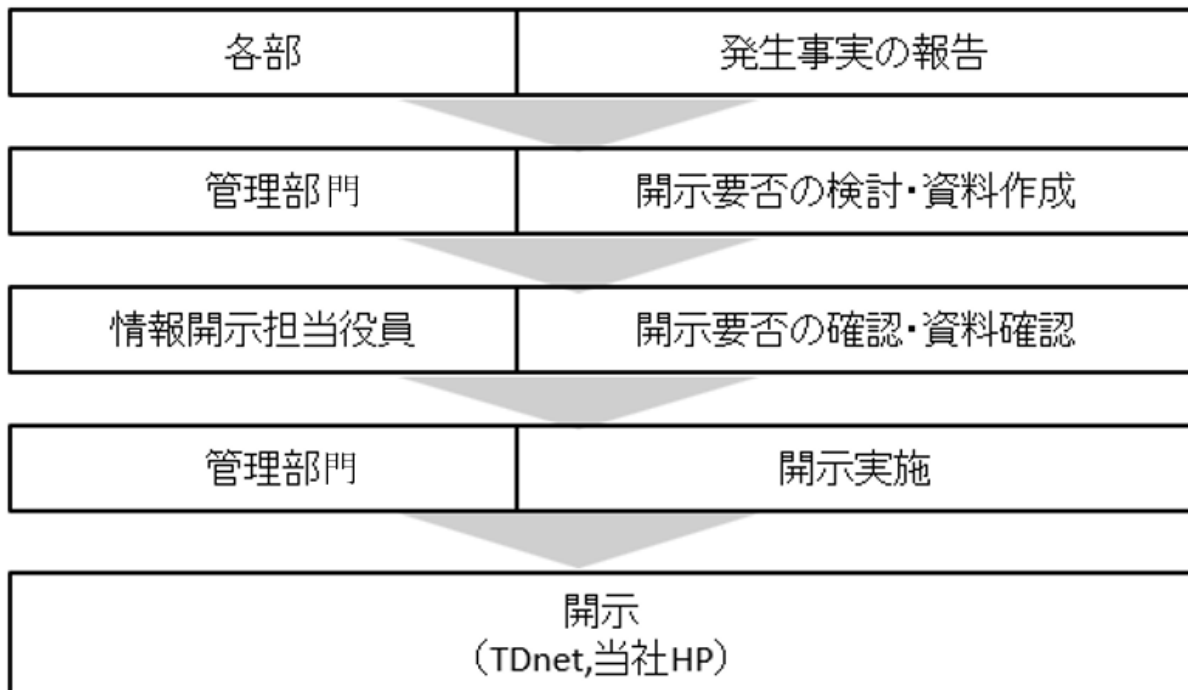 各部 発生事実の報告
管理部門 開示要否の検討・資料作成
情報開示担当役員 開示要否の確認・資料確認
管理部門 開示実施
開示
（TDnet,当社HP）